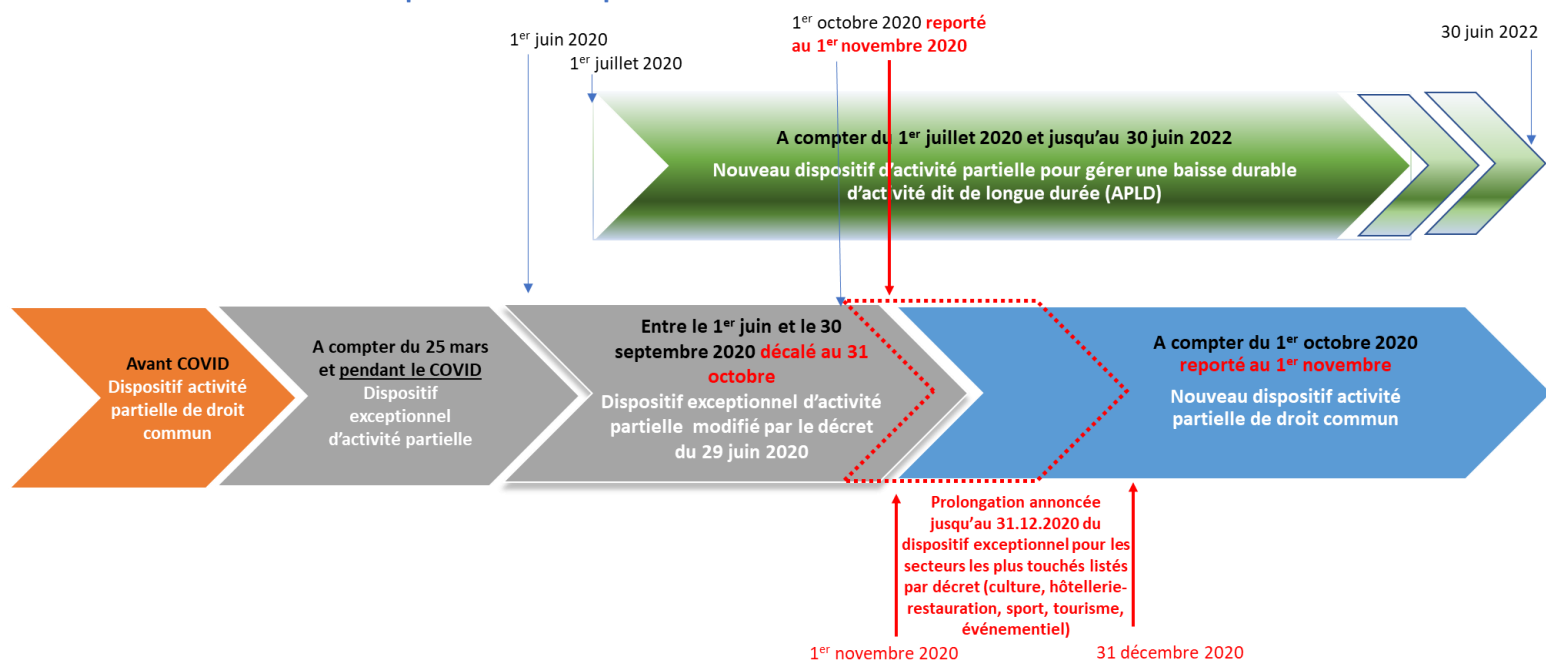 1er juin 2020
1er juillet 2020
1er octobre 2020 reporté
au 1er novembre 2020
30 juin 2022
A compter du 1er juillet 2020 et jusqu'au 30 juin 2022
Nouveau dispositif d'activité partielle pour gérer une baisse durable
d'activité dit de longue durée (APLD)
Avant COVID
Dispositif activité
partielle de droit
commun
A compter du 25 mars
et pendant le COVID
Dispositif
exceptionnel
d'activité partielle
Entre le 1er juin et le 30
septembre 2020 décalé au 31
octobre
Dispositif exceptionnel d'activité
partielle modifié par le décret
du 29 juin 2020
A compter du 1er octobre 2020
reporté au 1er novembre
Nouveau dispositif activité
partielle de droit commun
Prolongation annoncée
jusqu'au 31.12.2020 du
dispositif exceptionnel pour les
secteurs les plus touchés listés
par décret (culture, hôtellerie-
restauration, sport, tourisme,
événementiel)
1er novembre 2020
31 décembre 2020